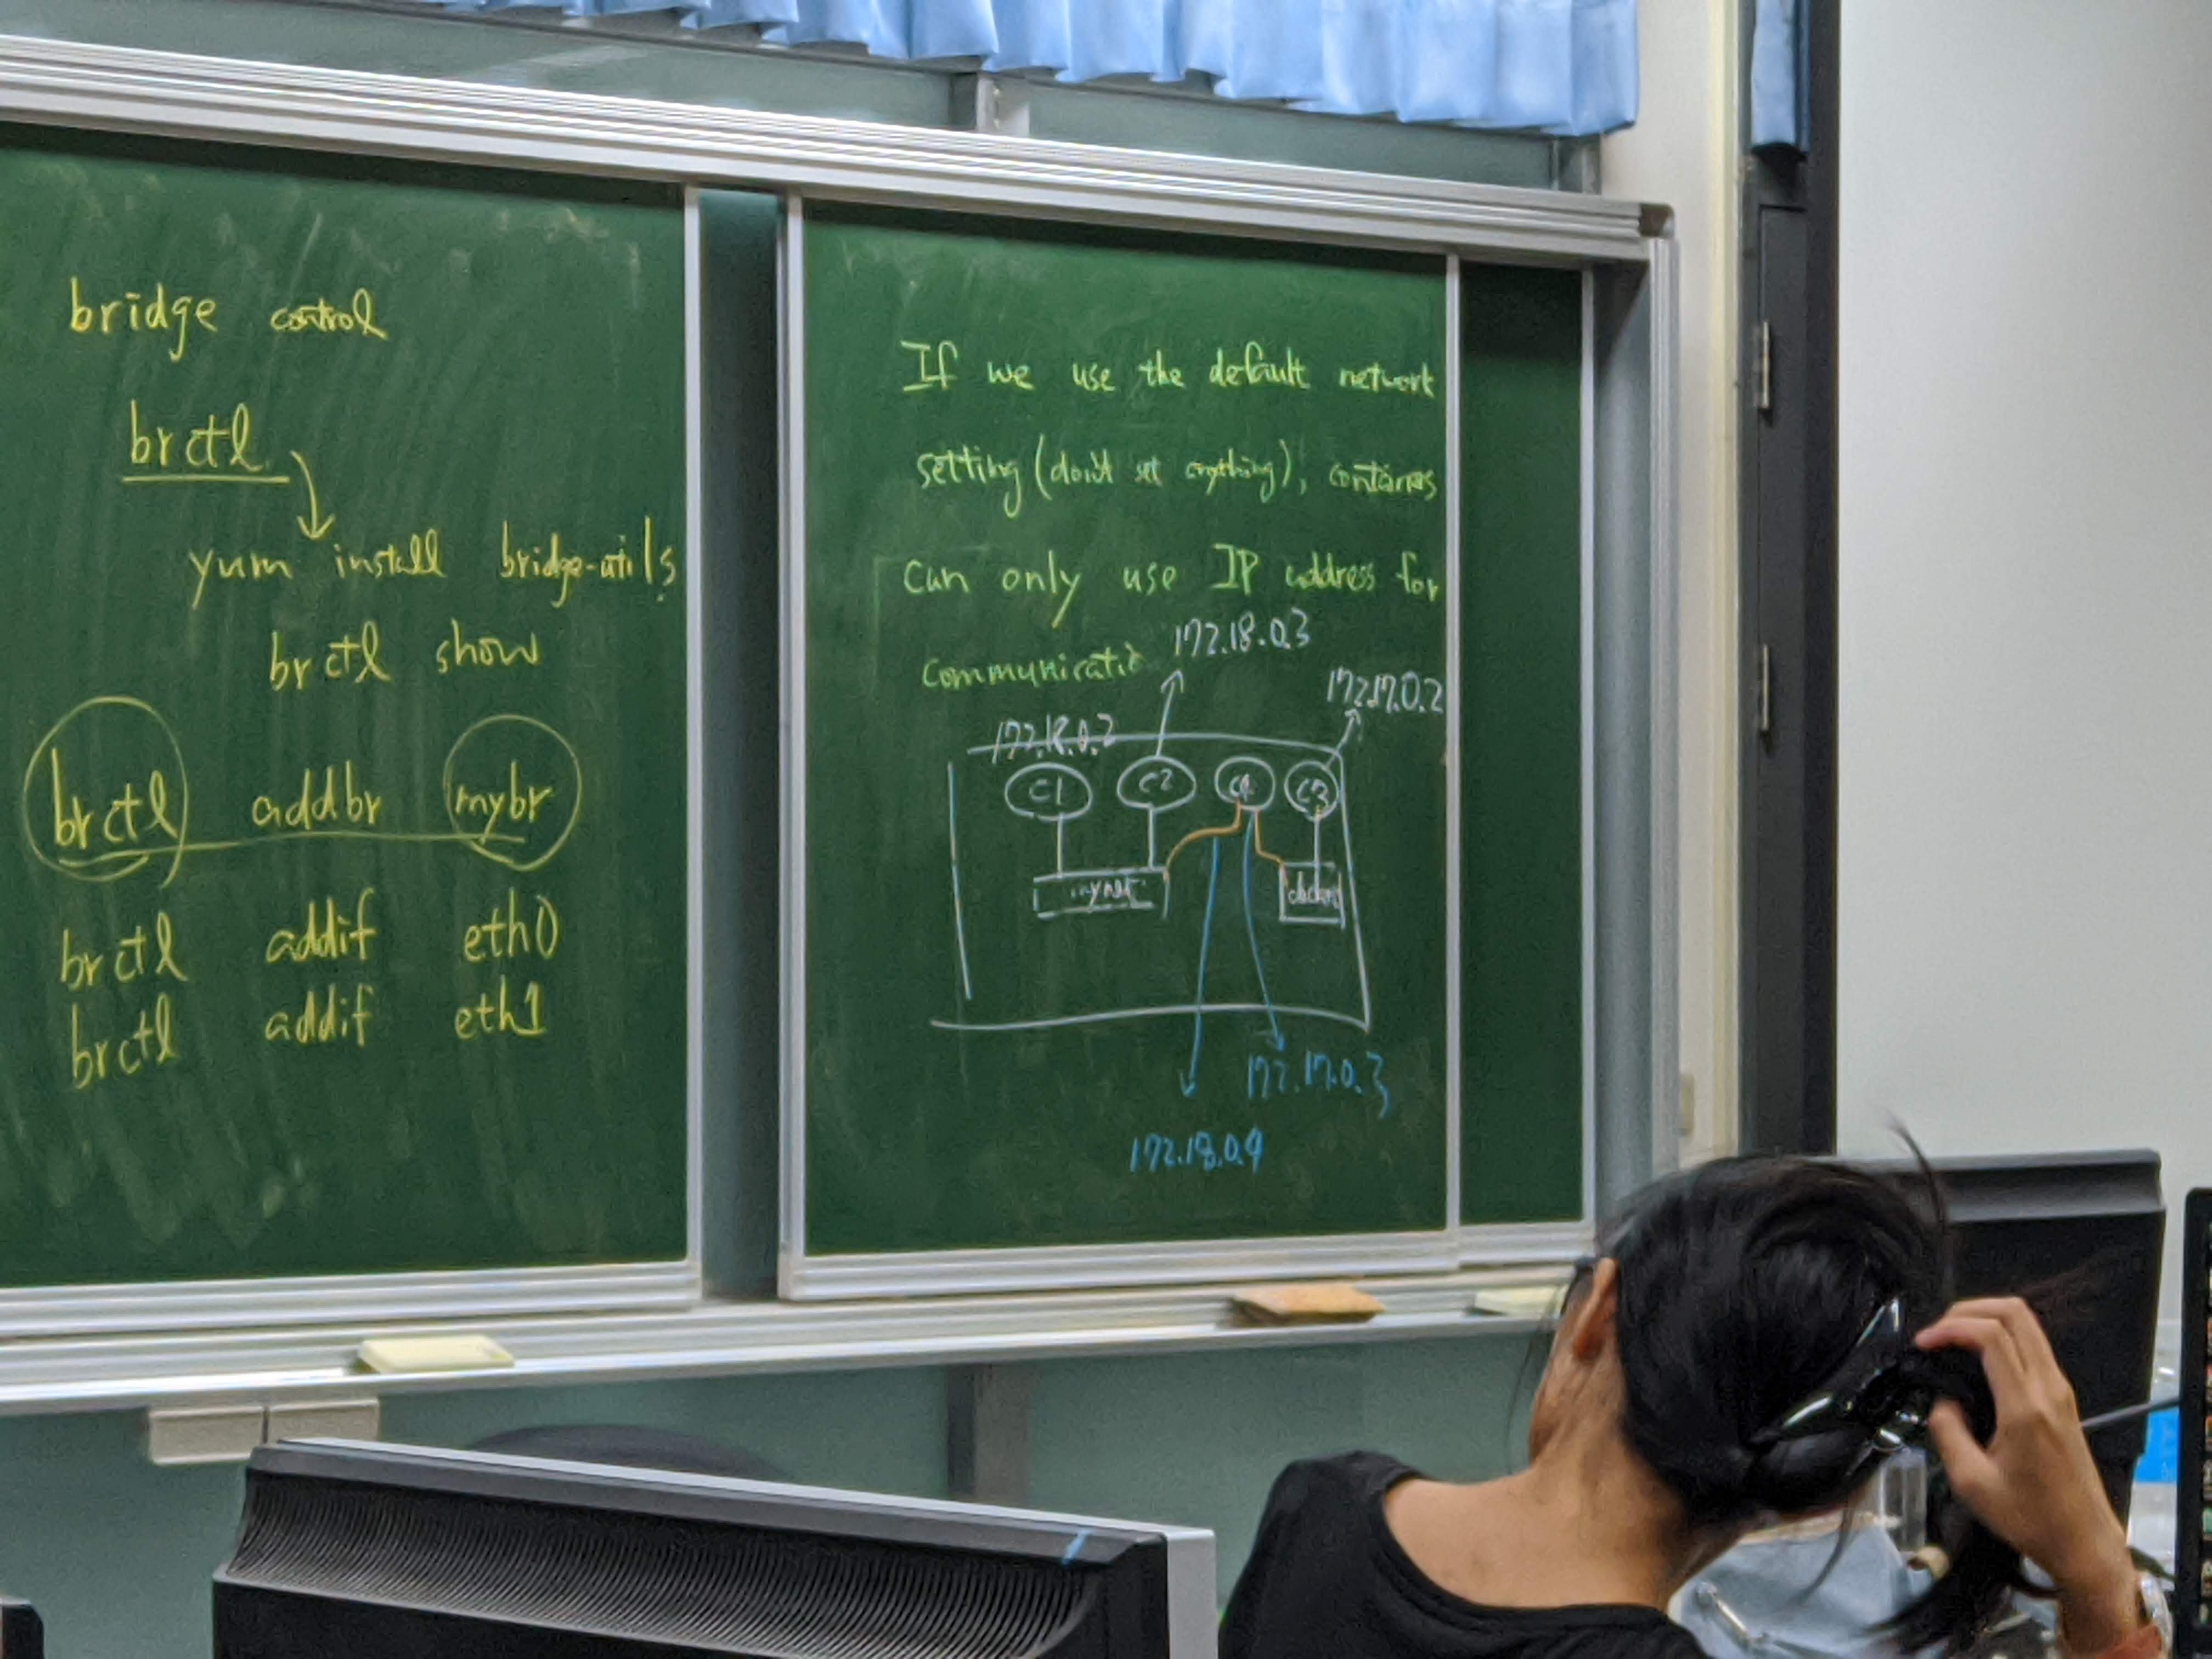 bridge control
brctl
yum install bridge-utils
brctl show
brctl addbr mybr
brctl addif eth0
brctl addif eth1
If we use the default network
setting (don't set anything), containers
can only use IP address for
communicatio
172.18.0.3
172.17.0.2
172.18.0.2
C1 C2 C4 C3
mynet
172.17.0.3
172.18.0.4